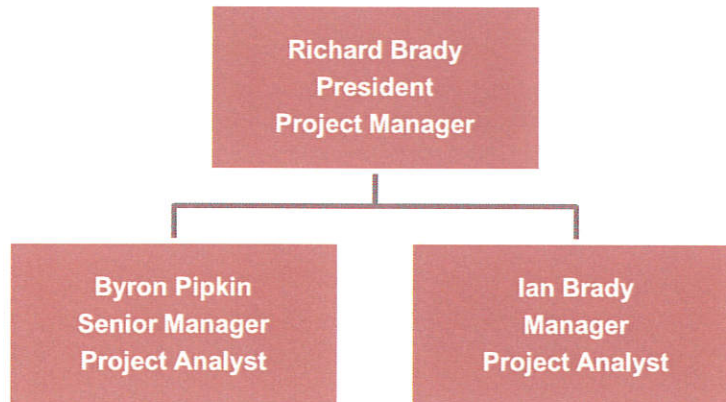 Richard Brady
President
Project Manager
Byron Pipkin
Senior Manager
Project Analyst
Ian Brady
Manager
Project Analyst